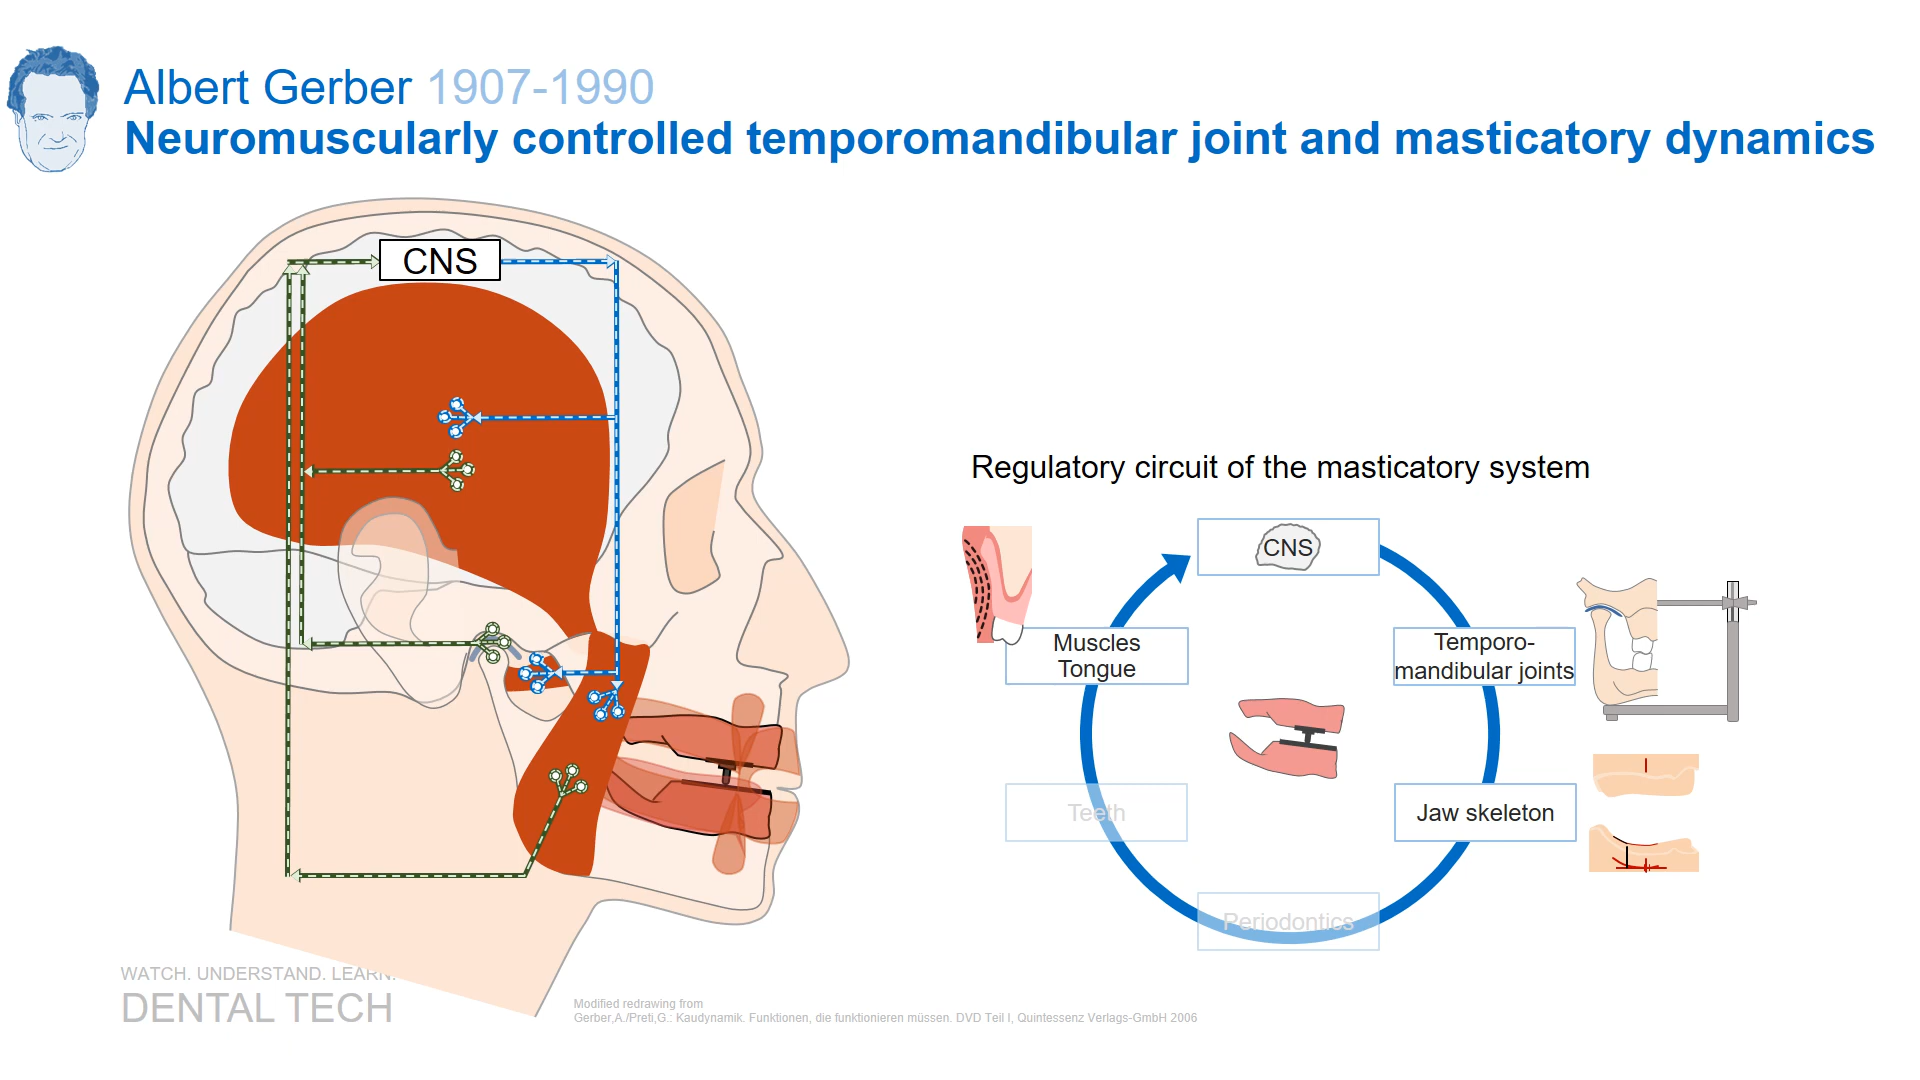 Albert Gerber 1907-1990
Neuromuscularly controlled temporomandibular joint and masticatory dynamics
CNS
Regulatory circuit of the masticatory system
CNS
Muscles
Tongue
Temporo-
mandibular joints
Teeth
Jaw skeleton
Periodontics
WATCH. UNDERSTAND. LEARN.
DENTAL TECH
Modified redrawing from
Gerber,A./Preti,G.: Kaudynamik. Funktionen, die funktionieren müssen. DVD Teil I, Quintessenz Verlags-GmbH 2006